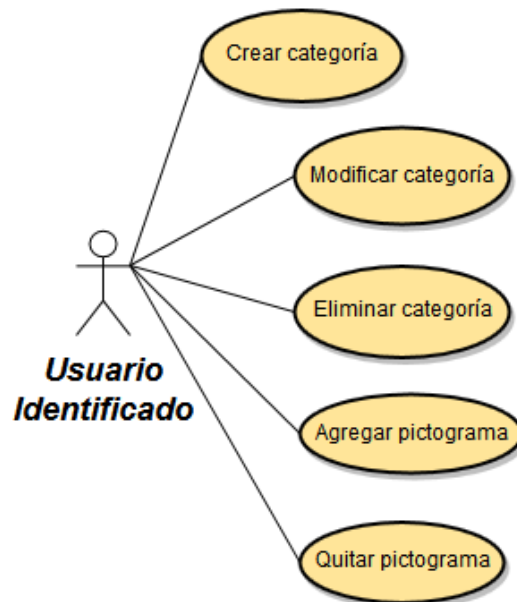 Crear categoría
Modificar categoría
Eliminar categoría
Usuario
Identificado
Agregar pictograma
Quitar pictograma